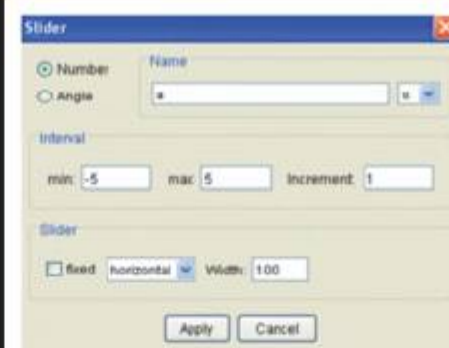 Slider
Number
Angle
Name
a
Interval
min: -5 max: 5 Increment: 1
Slider
fixed horizontal Width: 100
Apply Cancel